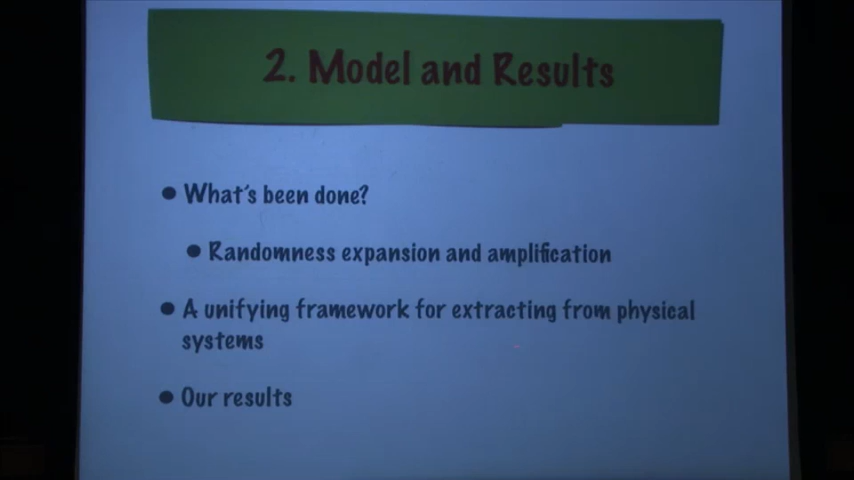 2. Model and Results
● What's been done?
● Randomness expansion and amplification
● A unifying framework for extracting from physical
systems
● Our results